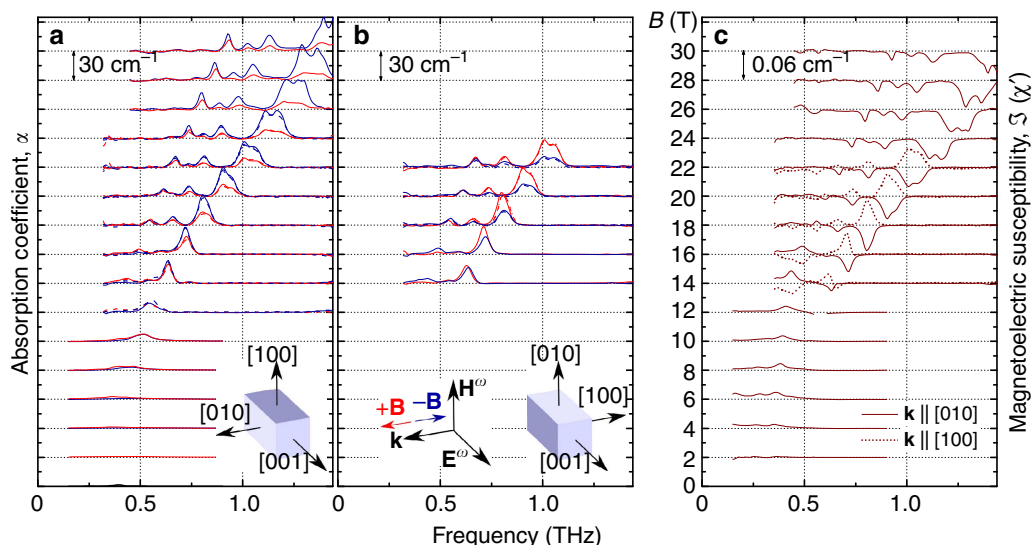 a
b
B (T)
c
30 cm⁻¹
30 cm⁻¹
0.06 cm⁻¹
30
28
26
24
22
20
18
16
14
12
10
8
6
4
2
0
Absorption coefficient, α
Magnetoelectric susceptibility, ℑ (χ′)
[100]
[010]
[001]
+B
−B
k
Hω
Eω
[010]
[100]
[001]
k || [010]
k || [100]
0 0.5 1.0
0.5 1.0
0.5 1.0
Frequency (THz)